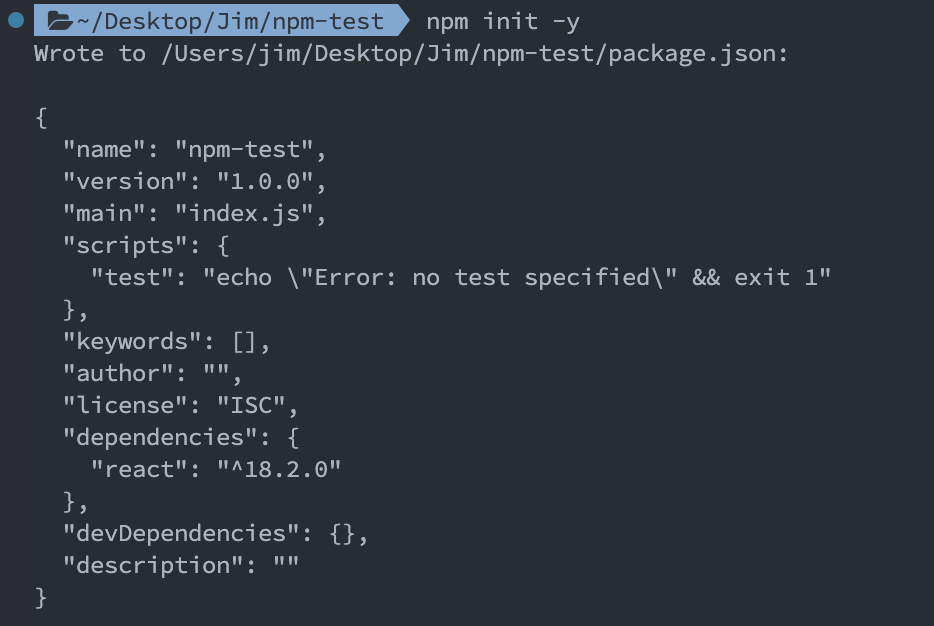 ~/Desktop/Jim/npm-test npm init -y
Wrote to /Users/jim/Desktop/Jim/npm-test/package.json:

{
  "name": "npm-test",
  "version": "1.0.0",
  "main": "index.js",
  "scripts": {
    "test": "echo \"Error: no test specified\" && exit 1"
  },
  "keywords": [],
  "author": "",
  "license": "ISC",
  "dependencies": {
    "react": "^18.2.0"
  },
  "devDependencies": {},
  "description": ""
}